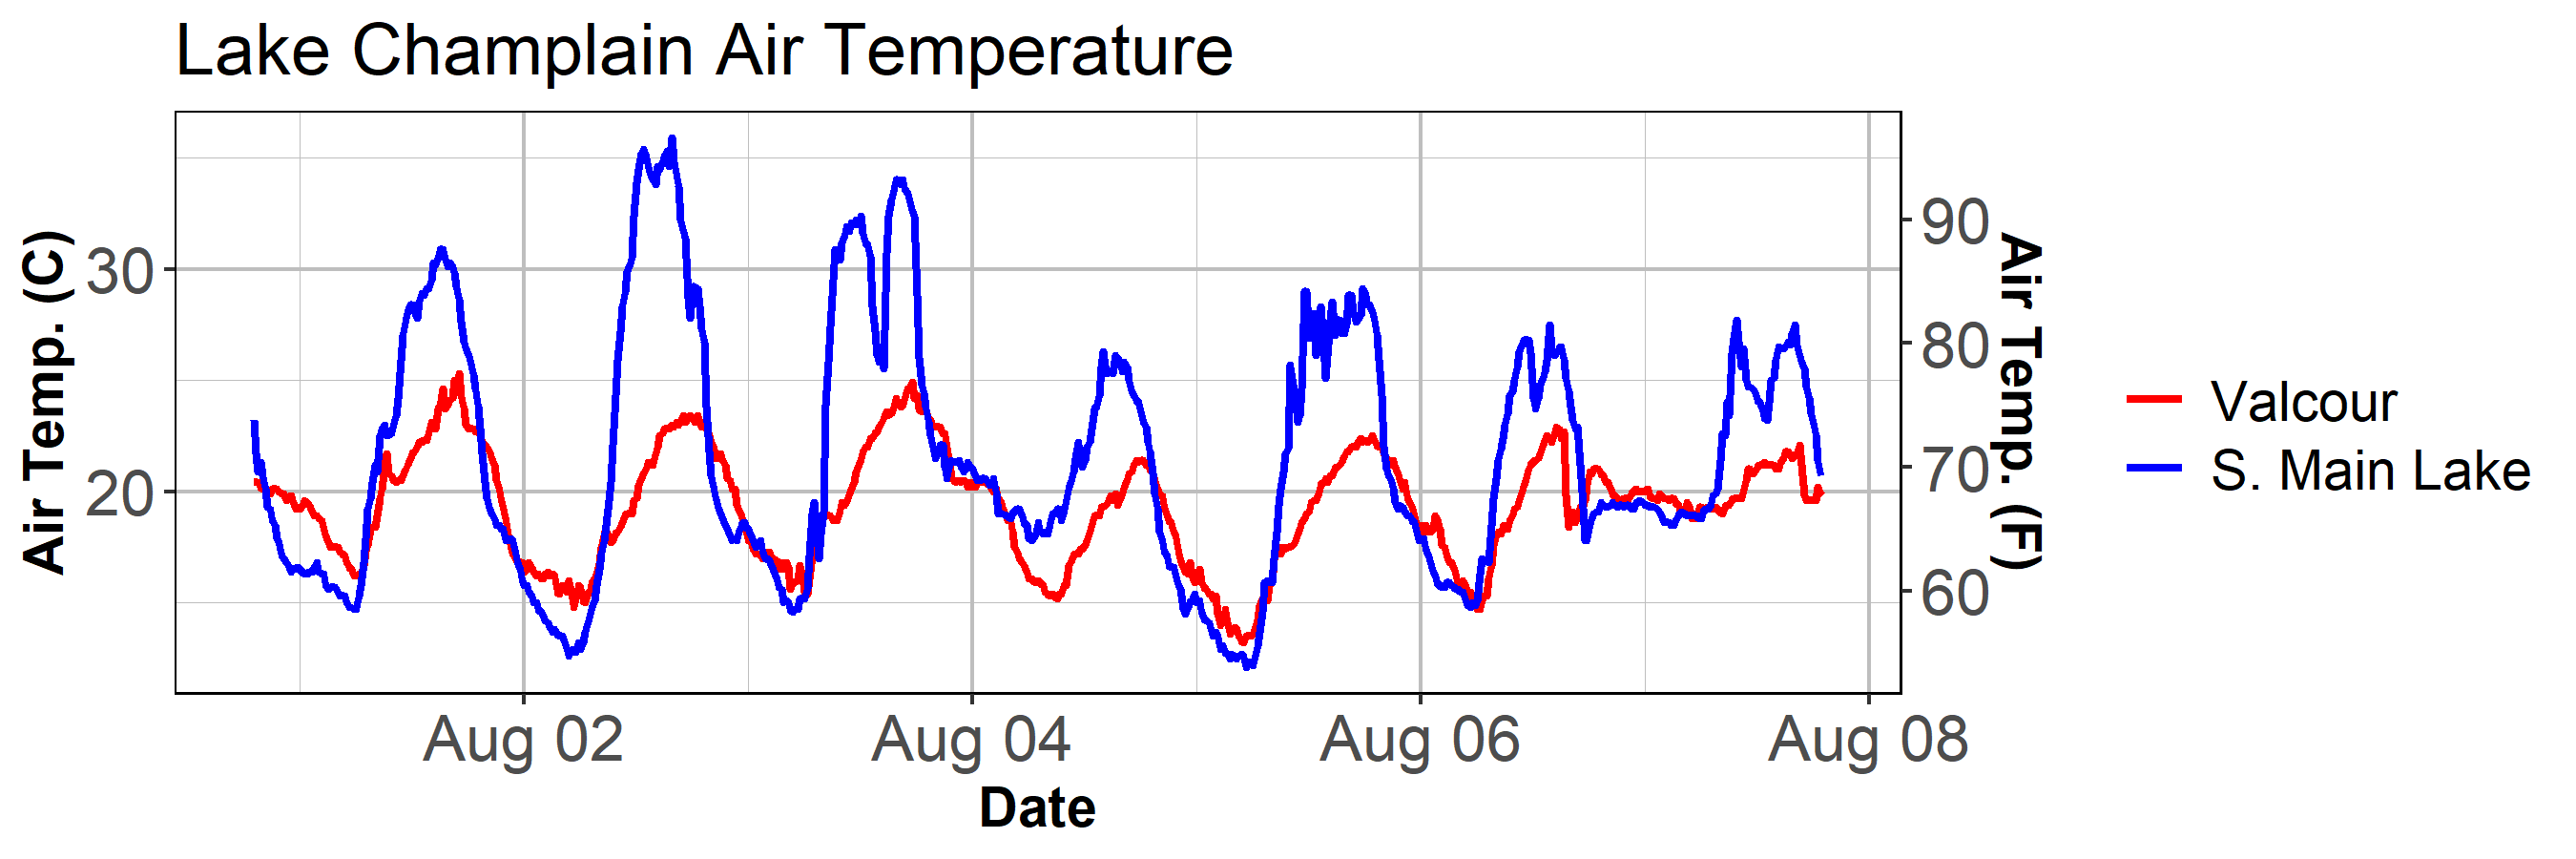 Lake Champlain Air Temperature
Air Temp. (C)
30
20
90
80
70
60
Air Temp. (F)
Aug 02
Aug 04
Aug 06
Aug 08
Date
Valcour
S. Main Lake